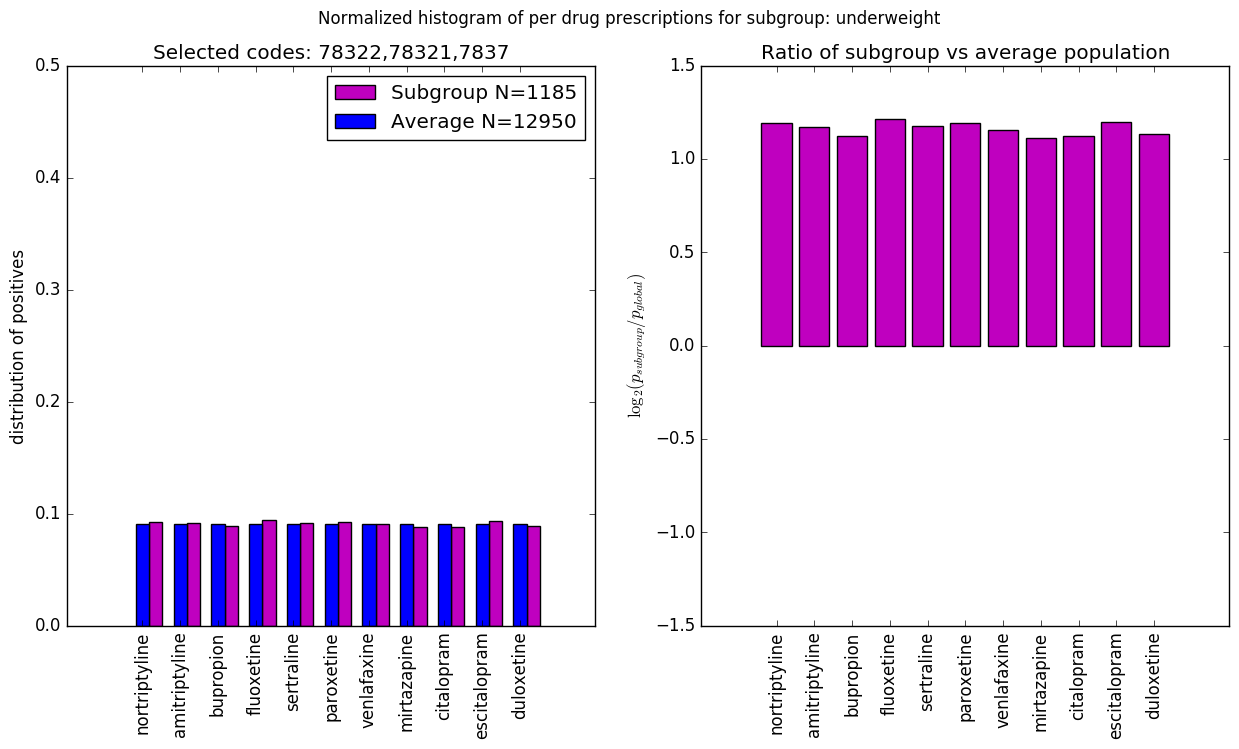 Normalized histogram of per drug prescriptions for subgroup: underweight
Selected codes: 78322,78321,7837
0.5
0.4
0.3
0.2
0.1
0.0
distribution of positives
Subgroup N=1185
Average N=12950
nortriptyline
amitriptyline
bupropion
fluoxetine
sertraline
paroxetine
venlafaxine
mirtazapine
citalopram
escitalopram
duloxetine
Ratio of subgroup vs average population
1.5
1.0
0.5
0.0
−0.5
−1.0
−1.5
log₂(p_subgroup/p_global)
nortriptyline
amitriptyline
bupropion
fluoxetine
sertraline
paroxetine
venlafaxine
mirtazapine
citalopram
escitalopram
duloxetine